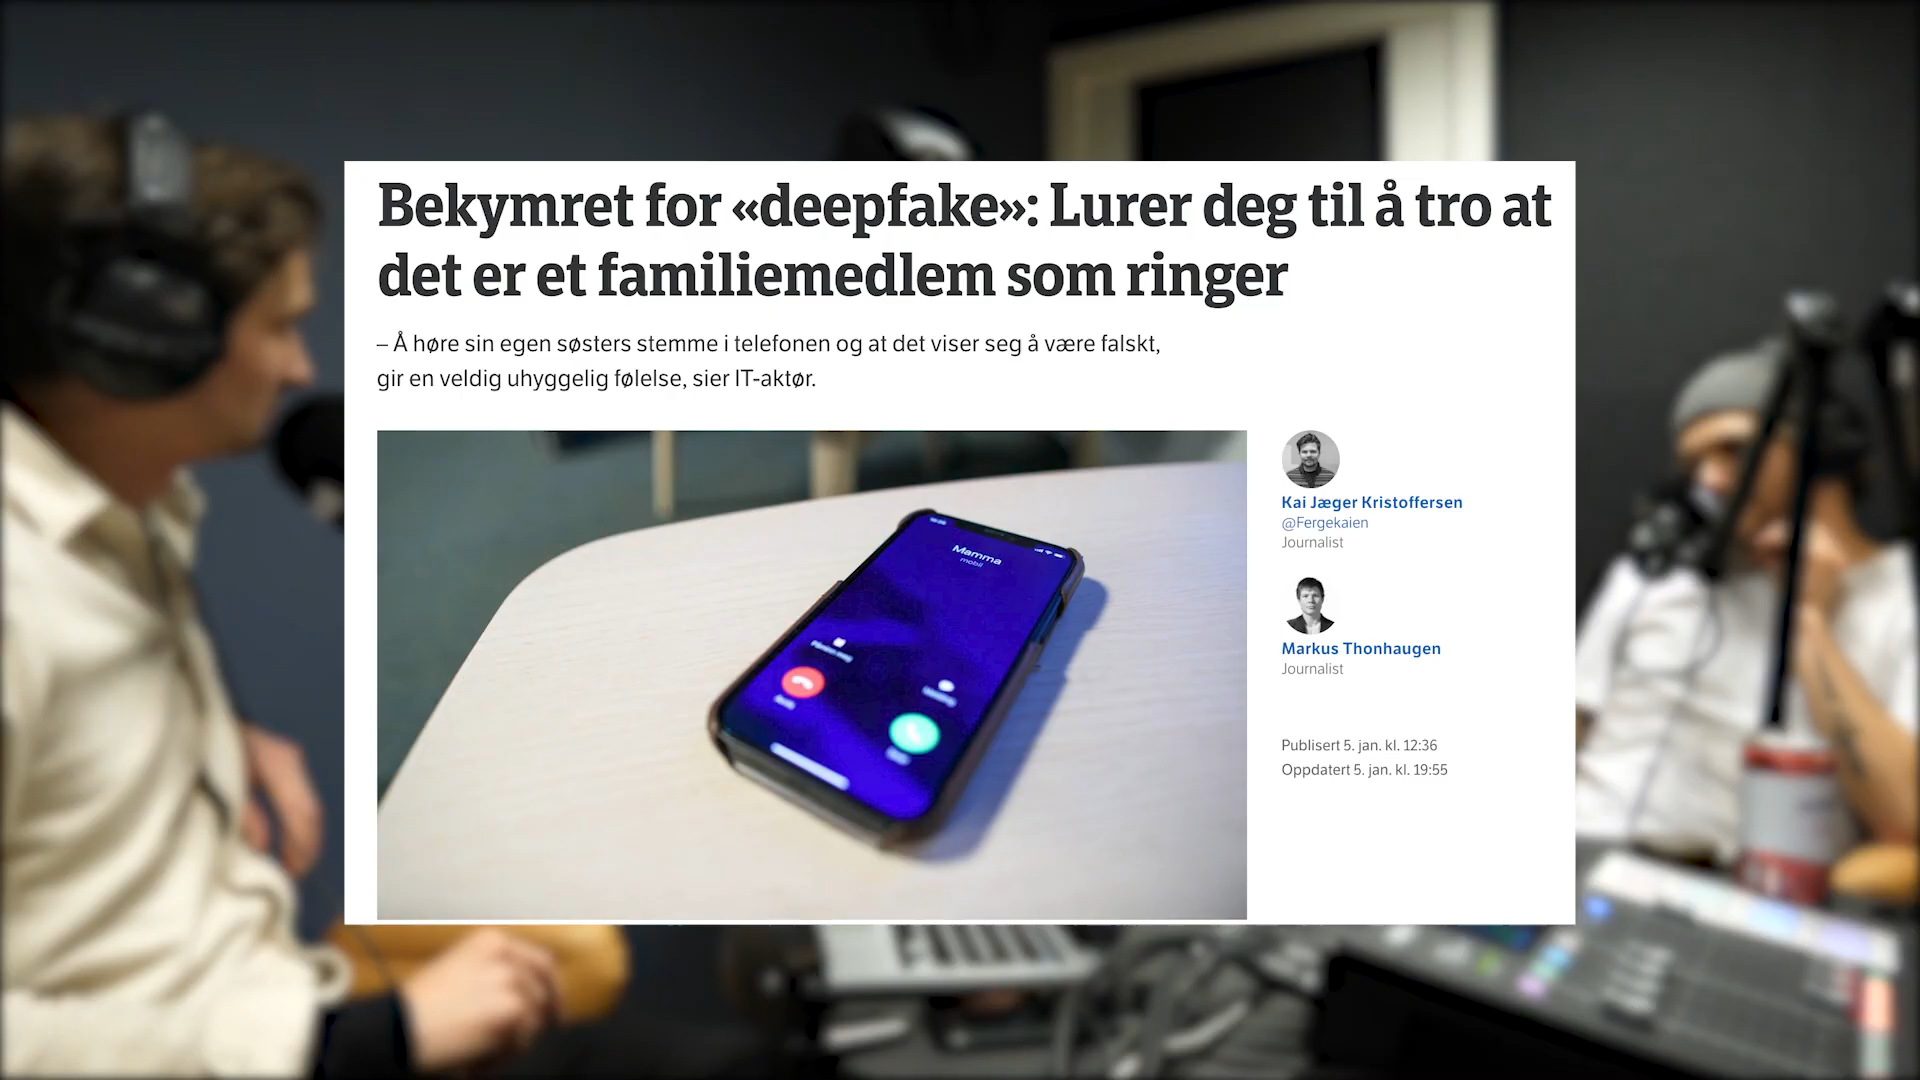 Bekymret for «deepfake»: Lurer deg til å tro at
det er et familiemedlem som ringer
– Å høre sin egen søsters stemme i telefonen og at det viser seg å være falskt,
gir en veldig uhyggelig følelse, sier IT-aktør.
Mamma
mobil
Kai Jæger Kristoffersen
@Fergekaien
Journalist
Markus Thonhaugen
Journalist
Publisert 5. jan. kl. 12:36
Oppdatert 5. jan. kl. 19:55